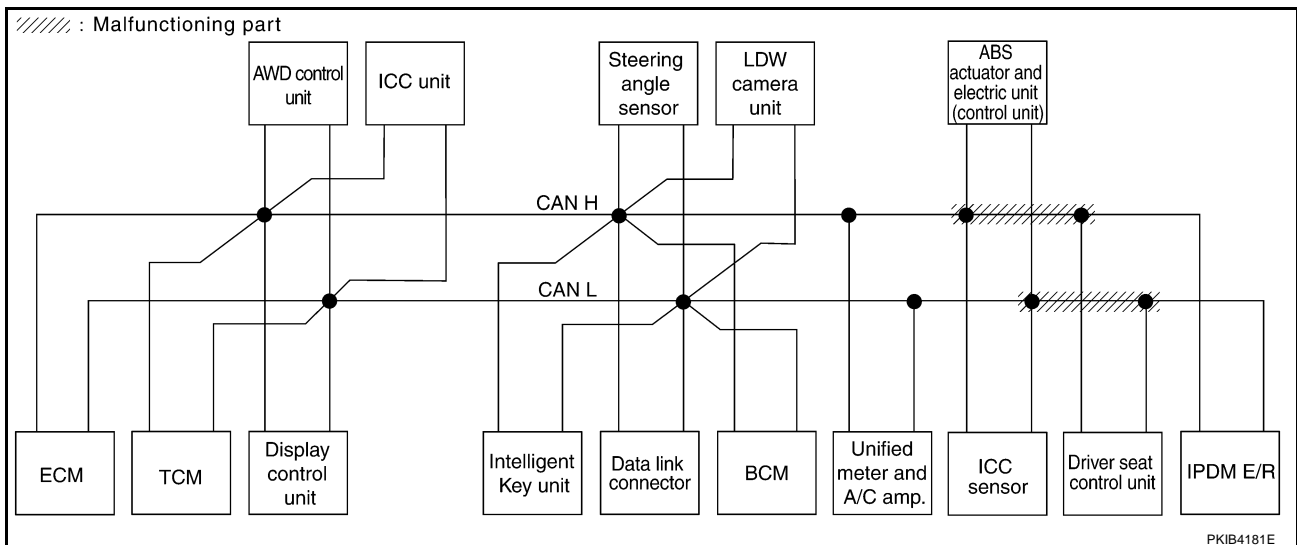 : Malfunctioning part
AWD control
unit
ICC unit
Steering
angle
sensor
LDW
camera
unit
ABS
actuator and
electric unit
(control unit)
CAN H
CAN L
ECM
TCM
Display
control
unit
Intelligent
Key unit
Data link
connector
BCM
Unified
meter and
A/C amp.
ICC
sensor
Driver seat
control unit
IPDM E/R
PKIB4181E